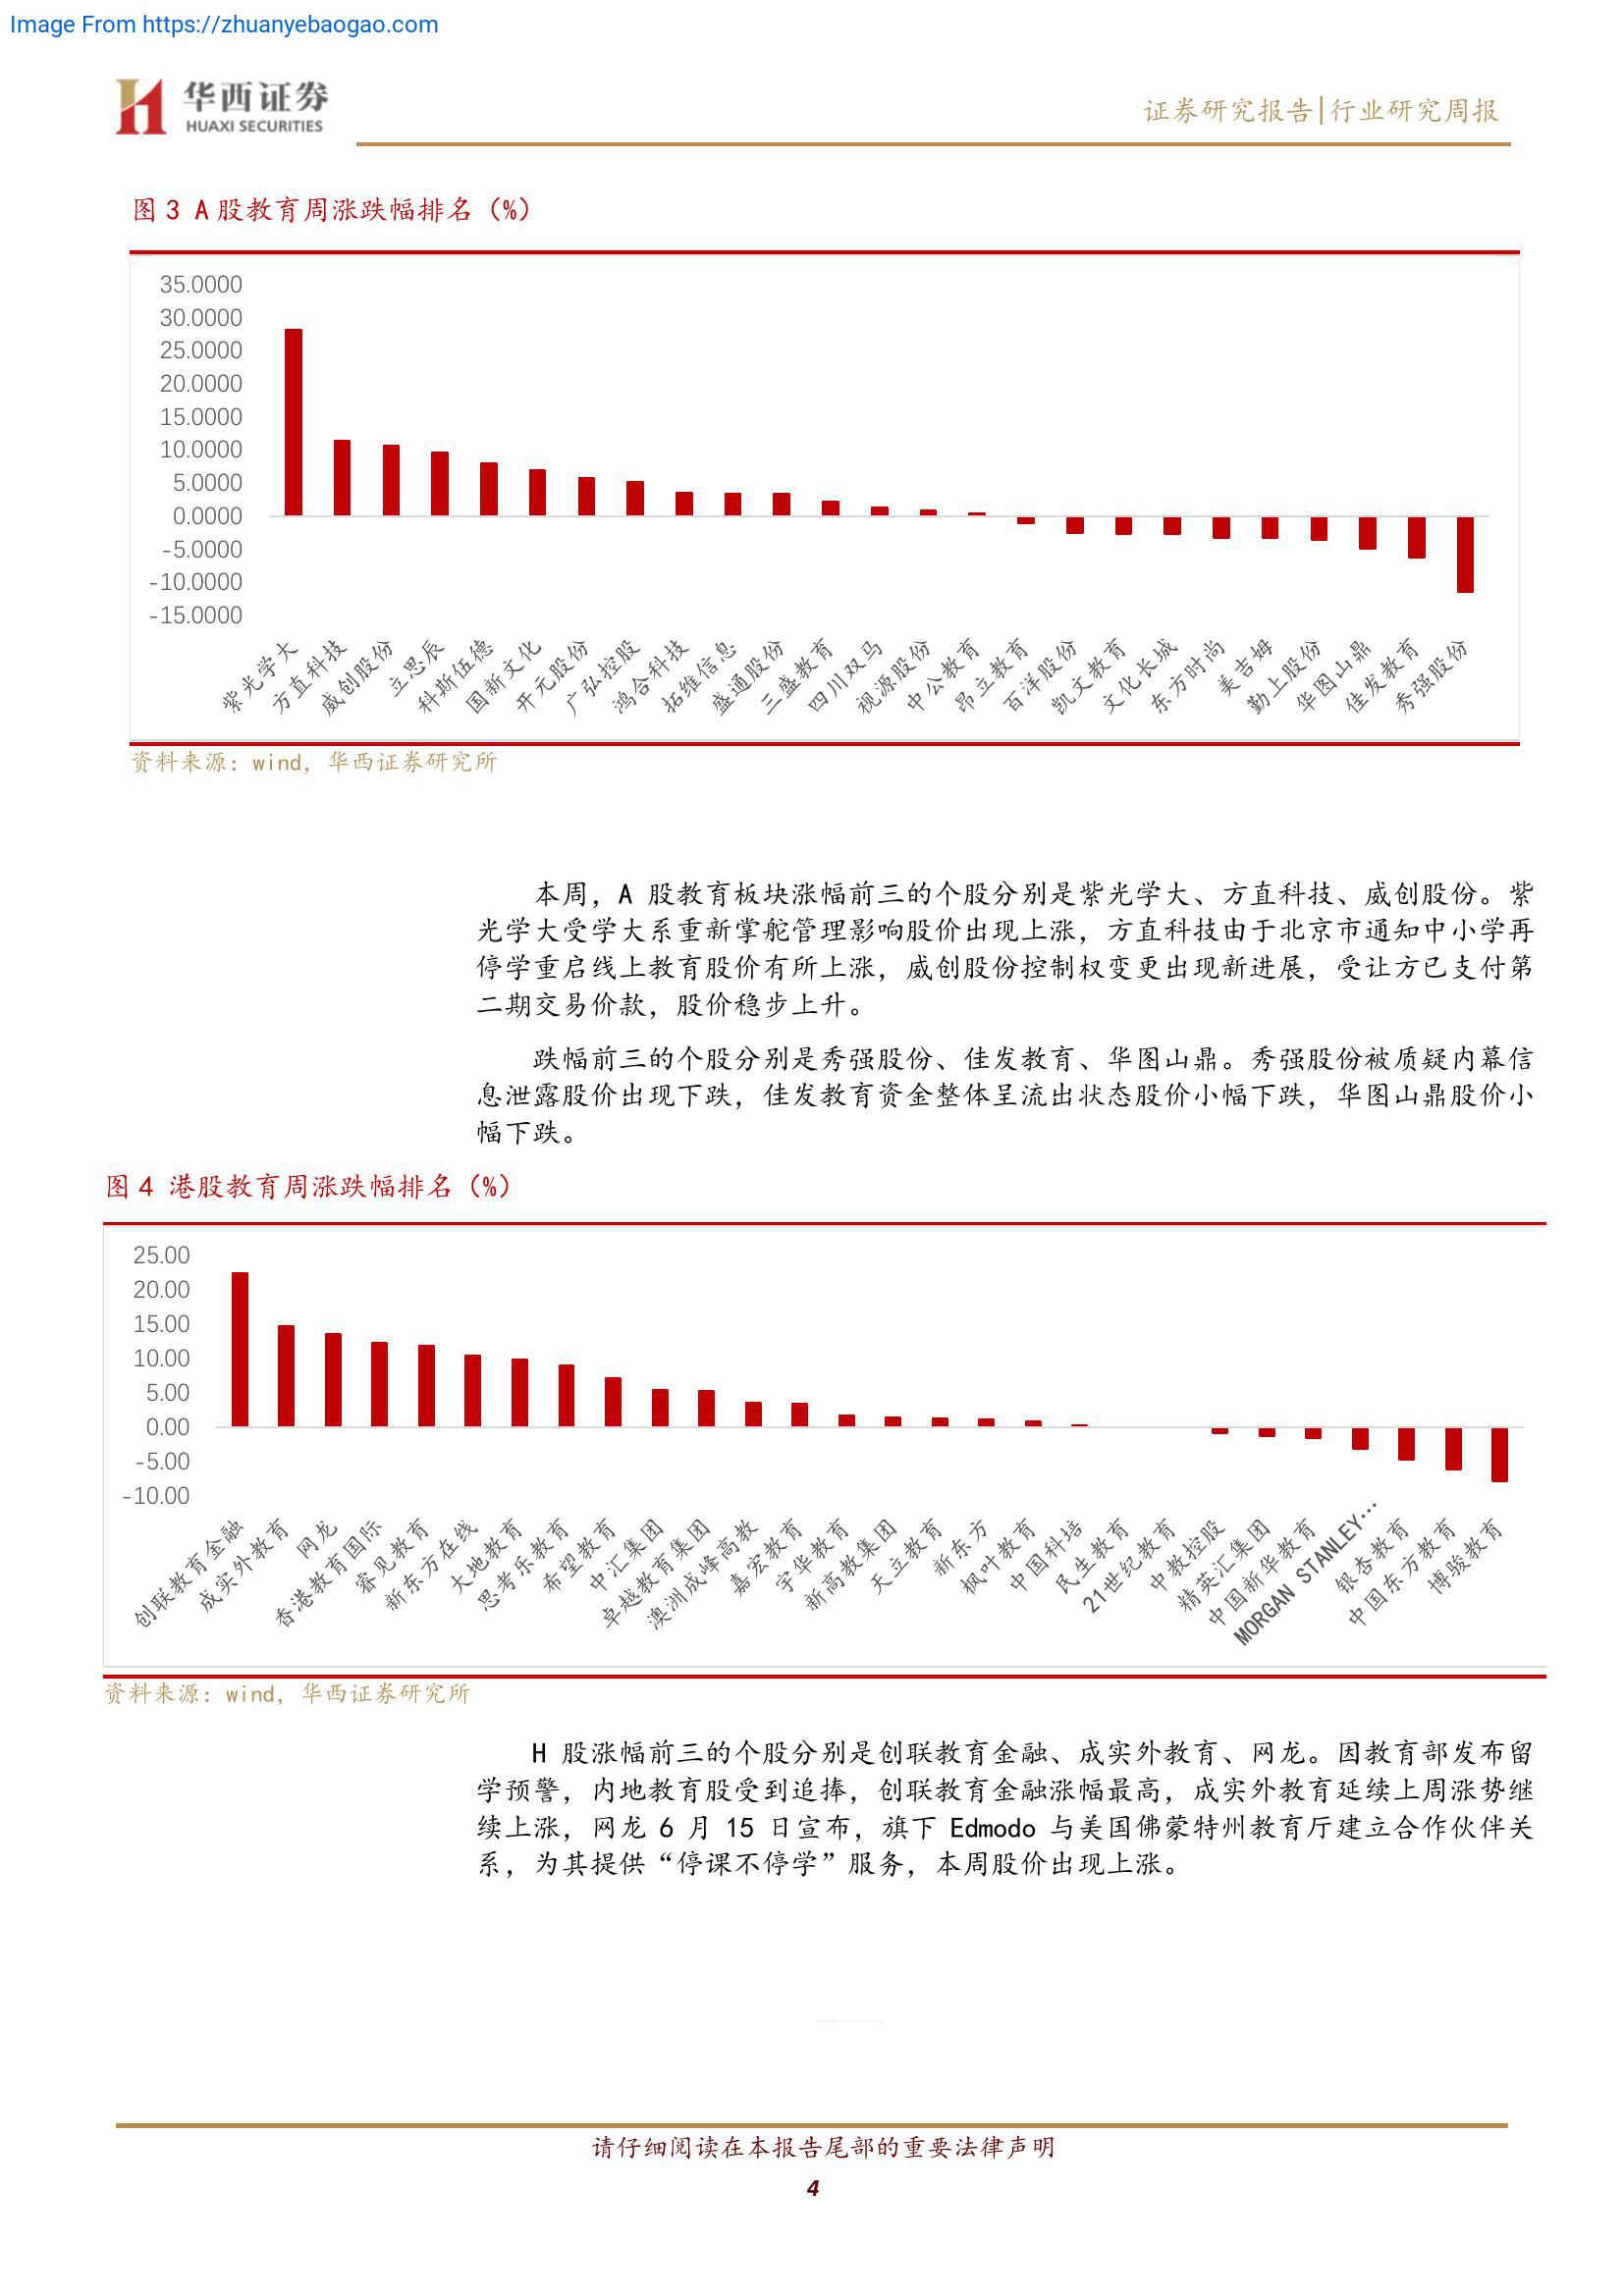 Image From https://zhuanyebaogao.com
华西证券
HUAXI SECURITIES
证券研究报告|行业研究周报
图 3 A 股教育周涨跌幅排名（%）
35.0000
30.0000
25.0000
20.0000
15.0000
10.0000
5.0000
0.0000
-5.0000
-10.0000
-15.0000
紫光学大
方直科技
威创股份
立思辰
科斯伍德
国新文化
开元股份
广弘控股
鸿合科技
拓维信息
盛通股份
三盛教育
四川双马
视源股份
中公教育
昂立教育
百洋股份
凯文教育
文化长城
东方时尚
美吉姆
勤上股份
华图山鼎
佳发教育
秀强股份
资料来源：wind，华西证券研究所
本周，A 股教育板块涨幅前三的个股分别是紫光学大、方直科技、威创股份。紫
光学大受学大系重新掌舵管理影响股价出现上涨，方直科技由于北京市通知中小学再
停学重启线上教育股价有所上涨，威创股份控制权变更出现新进展，受让方已支付第
二期交易价款，股价稳步上升。
跌幅前三的个股分别是秀强股份、佳发教育、华图山鼎。秀强股份被质疑内幕信
息泄露股价出现下跌，佳发教育资金整体呈流出状态股价小幅下跌，华图山鼎股价小
幅下跌。
图 4 港股教育周涨跌幅排名（%）
25.00
20.00
15.00
10.00
5.00
0.00
-5.00
-10.00
创联教育金融
成实外教育
网龙
香港教育国际
睿见教育
新东方在线
大地教育
思考乐教育
希望教育
中汇集团
卓越教育集团
澳洲成峰高教
嘉宏教育
宇华教育
新高教集团
天立教育
新东方
枫叶教育
中国科培
民生教育
21世纪教育
中教控股
精英汇集团
中国新华教育
MORGAN STANLEY…
银杏教育
中国东方教育
博骏教育
资料来源：wind，华西证券研究所
H 股涨幅前三的个股分别是创联教育金融、成实外教育、网龙。因教育部发布留
学预警，内地教育股受到追捧，创联教育金融涨幅最高，成实外教育延续上周涨势继
续上涨，网龙 6 月 15 日宣布，旗下 Edmodo 与美国佛蒙特州教育厅建立合作伙伴关
系，为其提供“停课不停学”服务，本周股价出现上涨。
请仔细阅读在本报告尾部的重要法律声明
4